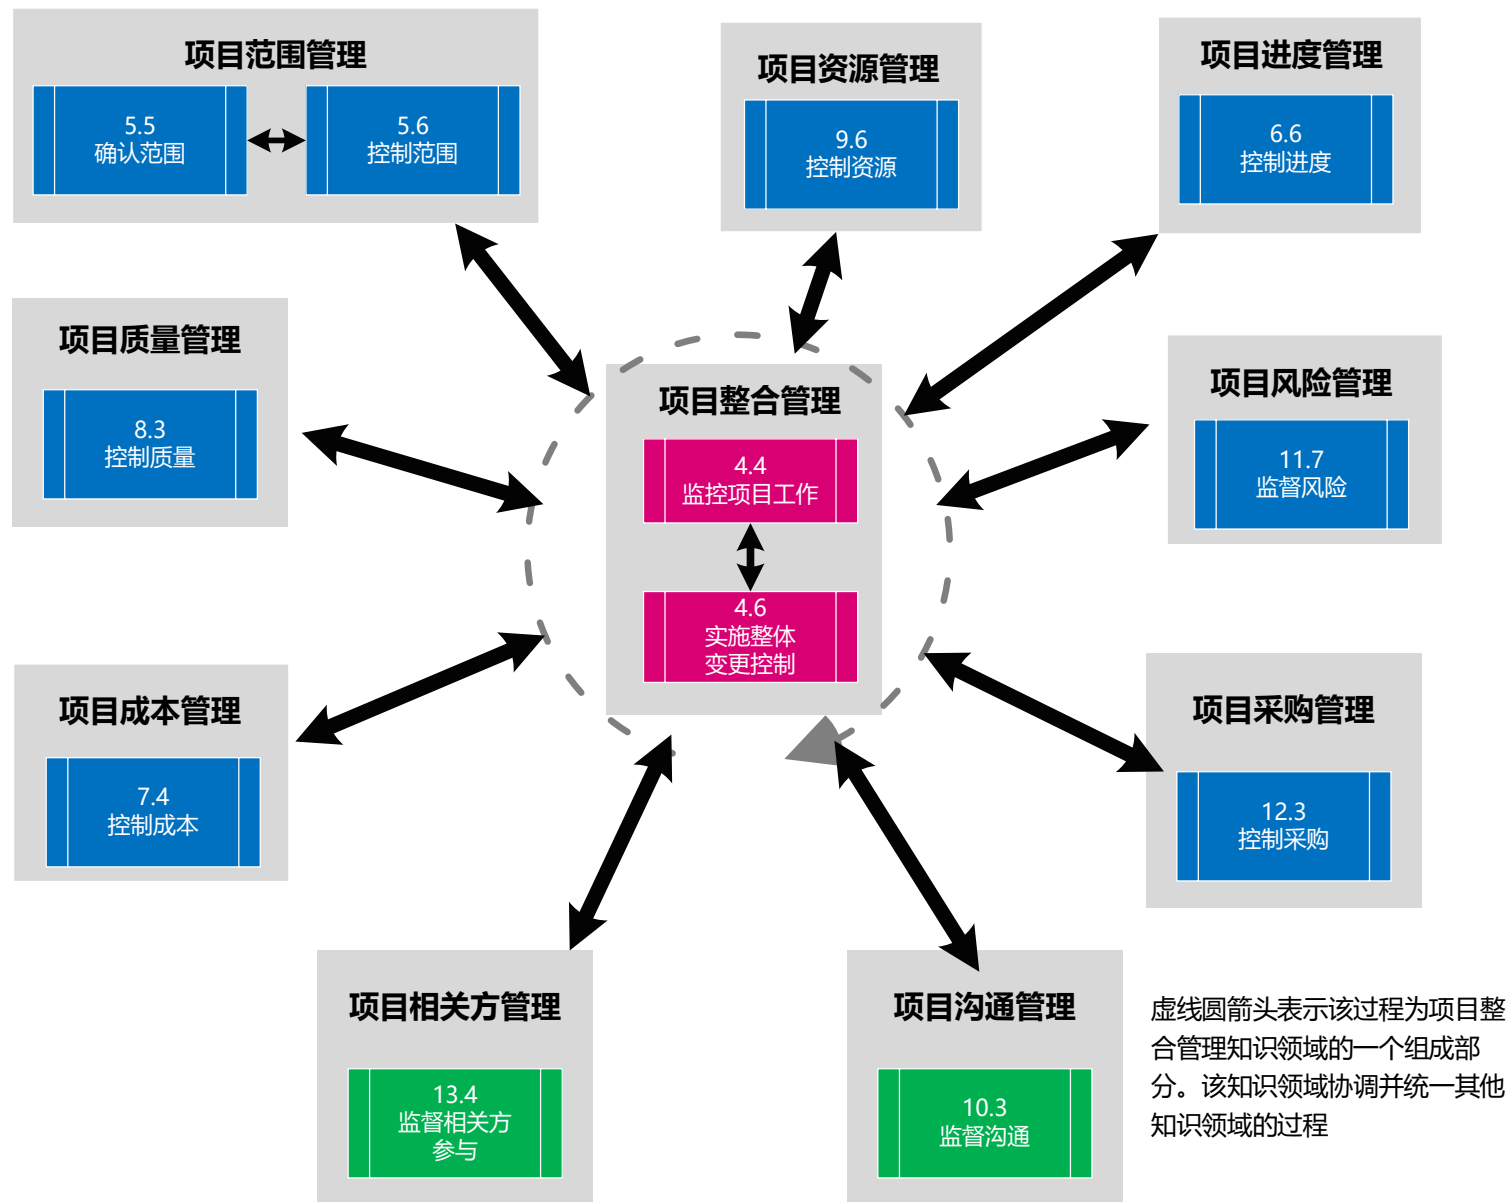 项目范围管理
5.5
确认范围
5.6
控制范围
项目资源管理
9.6
控制资源
项目进度管理
6.6
控制进度
项目质量管理
8.3
控制质量
项目整合管理
4.4
监控项目工作
4.6
实施整体
变更控制
项目风险管理
11.7
监督风险
项目成本管理
7.4
控制成本
项目采购管理
12.3
控制采购
项目相关方管理
13.4
监督相关方
参与
项目沟通管理
10.3
监督沟通
虚线圆箭头表示该过程为项目整
合管理知识领域的一个组成部
分。该知识领域协调并统一其他
知识领域的过程